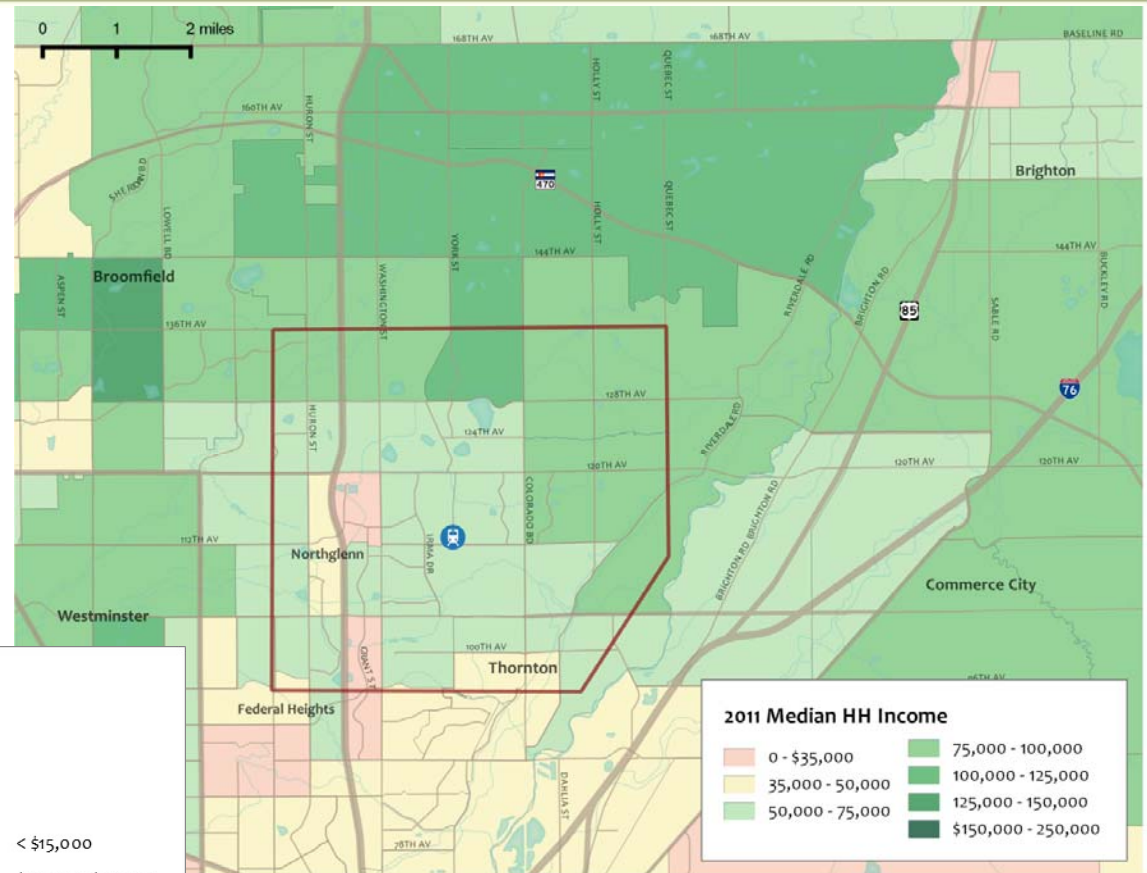 0 1 2 miles
168TH AV
168TH AV
BASELINE RD
HOLLY ST
QUEBEC ST
160TH AV
HURON ST
SHERIDAN
LOWELL BD
470
Brighton
HOLLY ST
QUEBEC ST
YORK ST
144TH AV
144TH AV
BUCKLEY RD
Broomfield
ASPEN ST
WASHINGTON ST
RIVERDALE RD
BRIGHTON RD
85
SABLE RD
136TH AV
76
128TH AV
HURON ST
124TH AV
RIVERDALE RD
120TH AV
120TH AV
120TH AV
COLORADO BD
BRIGHTON RD
BRIGHTON RD
112TH AV
Northglenn
IRMA DR
Commerce City
Westminster
GRANT ST
100TH AV
Thornton
96TH AV
Federal Heights
DAHLIA ST
78TH AV
2011 Median HH Income
0 - $35,000
35,000 - 50,000
50,000 - 75,000
75,000 - 100,000
100,000 - 125,000
125,000 - 150,000
$150,000 - 250,000
< $15,000